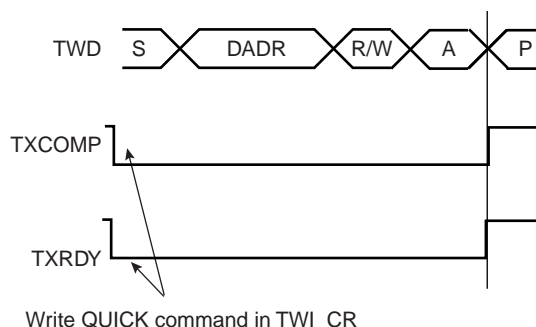 TWD S DADR R/W A P
TXCOMP
TXRDY
Write QUICK command in TWI_CR